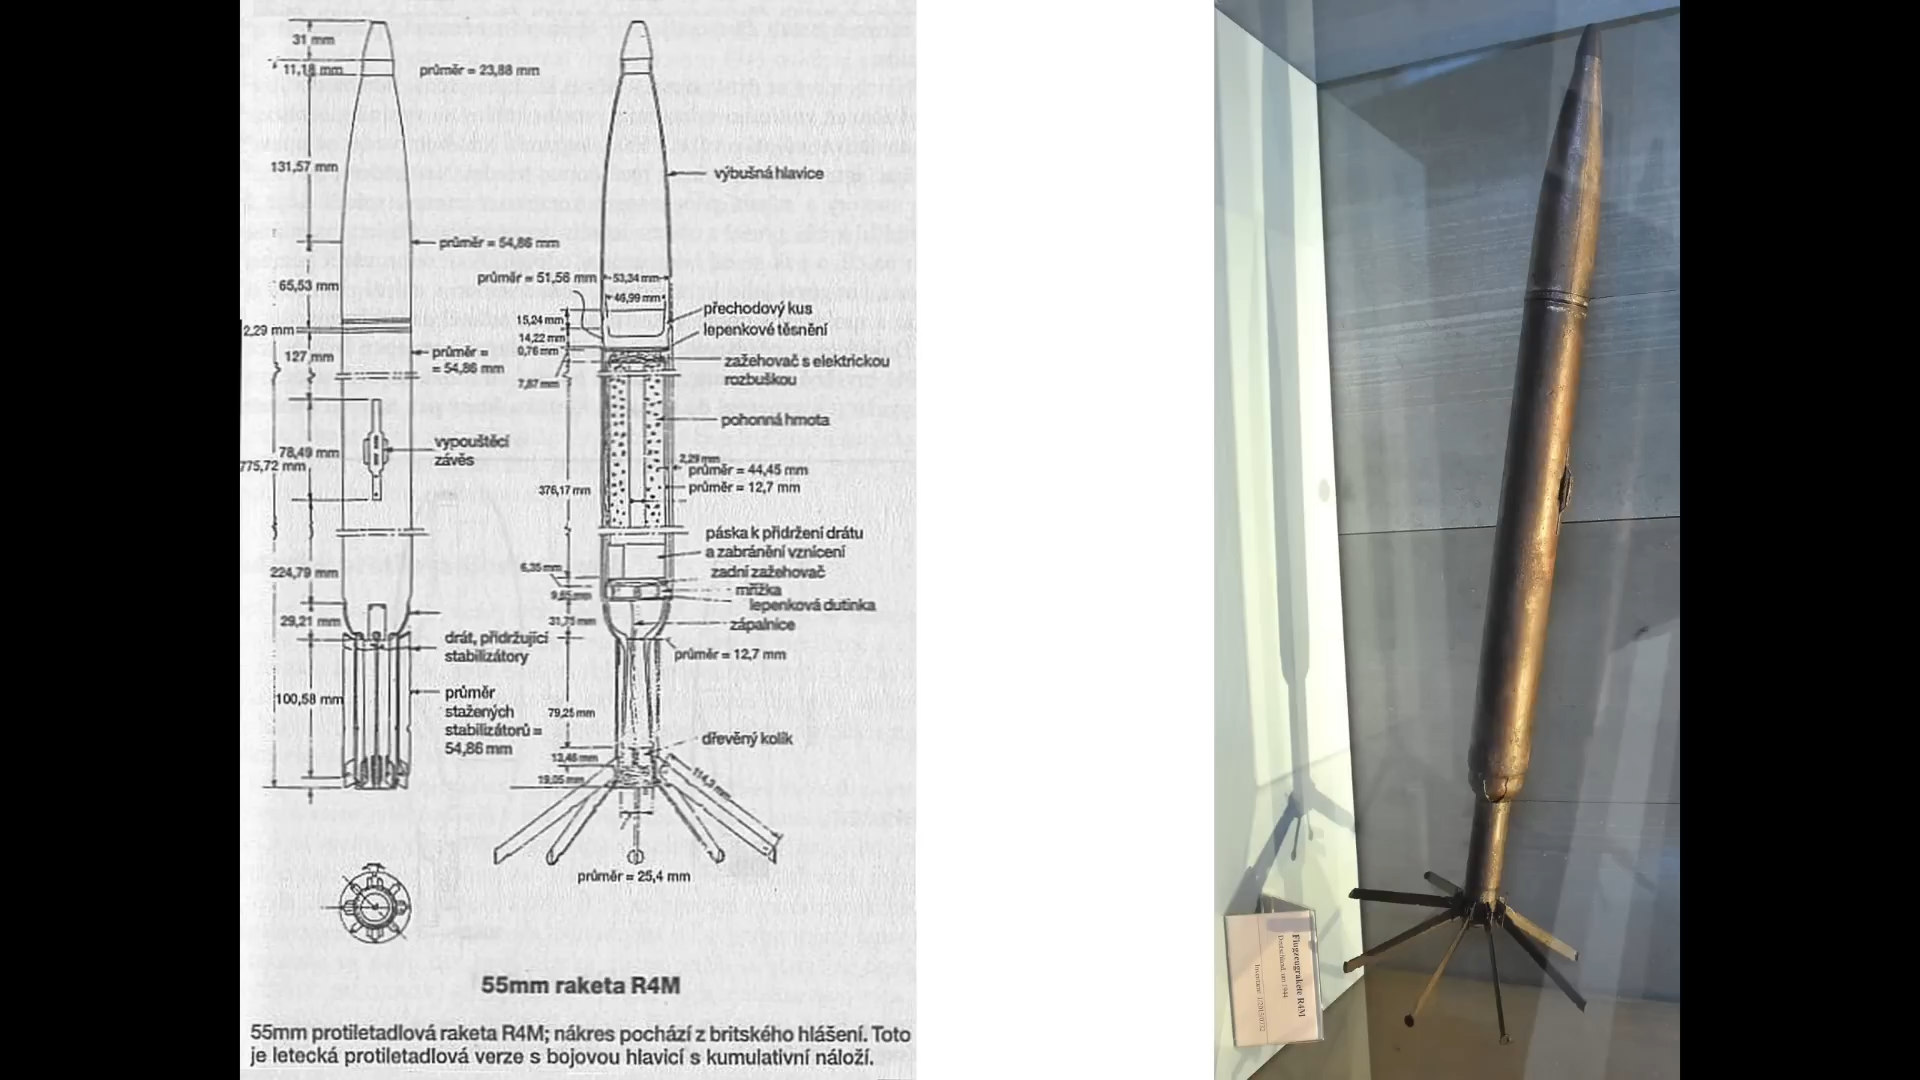 31 mm
11,18 mm
průměr = 23,88 mm
131,57 mm
výbušná hlavice
průměr = 54,86 mm
65,53 mm
průměr = 51,56 mm
53,34 mm
46,99 mm
přechodový kus
lepenkové těsnění
15,24 mm
14,22 mm
0,76 mm
7,87 mm
2,29 mm
127 mm
průměr =
= 54,86 mm
zažehovač s elektrickou
rozbuškou
pohonná hmota
vypouštěcí
závěs
78,49 mm
775,72 mm
2,29 mm
průměr = 44,45 mm
průměr = 12,7 mm
376,17 mm
páska k přidržení drátu
a zabránění vznícení
zadní zažehovač
mřížka
lepenková dutinka
zápalnice
6,35 mm
224,79 mm
29,21 mm
31,75 mm
průměr = 12,7 mm
drát, přidržující
stabilizátory
100,58 mm
průměr
stažených
stabilizátorů =
54,86 mm
79,25 mm
dřevěný kolík
19,05 mm
114,3 mm
průměr = 25,4 mm
55mm raketa R4M
55mm protiletadlová raketa R4M; nákres pochází z britského hlášení. Toto
je letecká protiletadlová verze s bojovou hlavicí s kumulativní náloží.
Flugzeugrakete R4M
Deutschland, um 1944